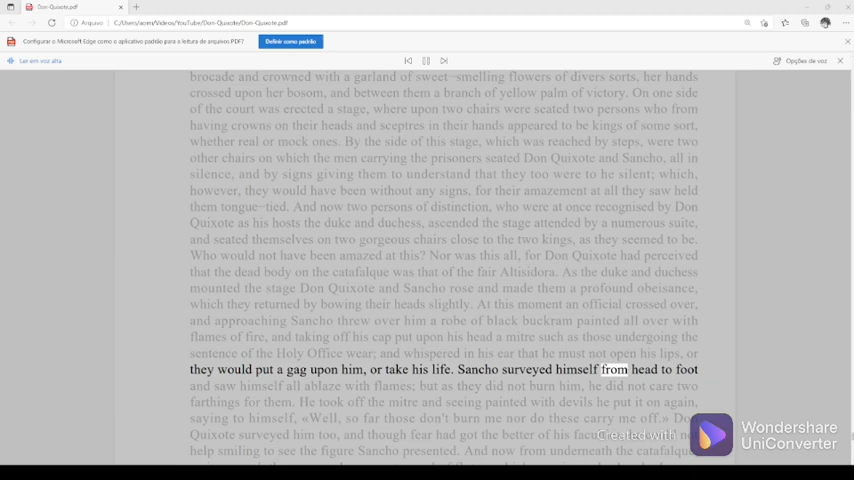 Don-Quixote.pdf
Arquivo
C:/Users/aoren/Videos/YouTube/Don-Quixote/Don-Quixote.pdf
Configurar o Microsoft Edge como o aplicativo padrão para a leitura de arquivos PDF?
Definir como padrão
Ler em voz alta
Opções de voz
brocade and crowned with a garland of sweet-smelling flowers of divers sorts, her hands
crossed upon her bosom, and between them a branch of yellow palm of victory. On one side
of the court was erected a stage, where upon two chairs were seated two persons who from
having crowns on their heads and sceptres in their hands appeared to be kings of some sort,
whether real or mock ones. By the side of this stage, which was reached by steps, were two
other chairs on which the men carrying the prisoners seated Don Quixote and Sancho, all in
silence, and by signs giving them to understand that they too were to he silent; which,
however, they would have been without any signs, for their amazement at all they saw held
them tongue-tied. And now two persons of distinction, who were at once recognised by Don
Quixote as his hosts the duke and duchess, ascended the stage attended by a numerous suite,
and seated themselves on two gorgeous chairs close to the two kings, as they seemed to be.
Who would not have been amazed at this? Nor was this all, for Don Quixote had perceived
that the dead body on the catafalque was that of the fair Altisidora. As the duke and duchess
mounted the stage Don Quixote and Sancho rose and made them a profound obeisance,
which they returned by bowing their heads slightly. At this moment an official crossed over,
and approaching Sancho threw over him a robe of black buckram painted all over with
flames of fire, and taking off his cap put upon his head a mitre such as those undergoing the
sentence of the Holy Office wear; and whispered in his ear that he must not open his lips, or
they would put a gag upon him, or take his life. Sancho surveyed himself from head to foot
and saw himself all ablaze with flames; but as they did not burn him, he did not care two
farthings for them. He took off the mitre and seeing painted with devils he put it on again,
saying to himself, «Well, so far those don't burn me nor do these carry me off.» Don
Quixote surveyed him too, and though fear had got the better of his
help smiling to see the figure Sancho presented. And now from underneath the catafalque
Created with
Wondershare
UniConverter